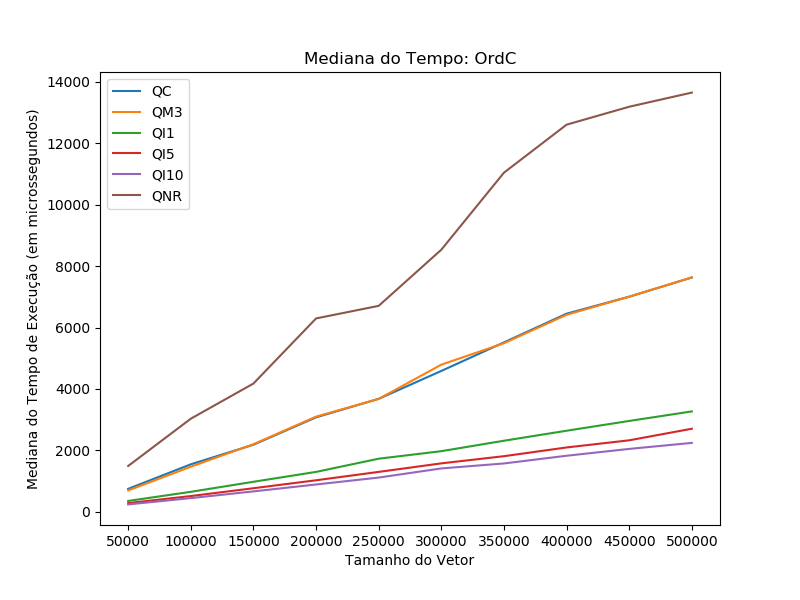 Mediana do Tempo: OrdC
Mediana do Tempo de Execução (em microssegundos)
14000
12000
10000
8000
6000
4000
2000
0
QC
QM3
QI1
QI5
QI10
QNR
50000 100000 150000 200000 250000 300000 350000 400000 450000 500000
Tamanho do Vetor